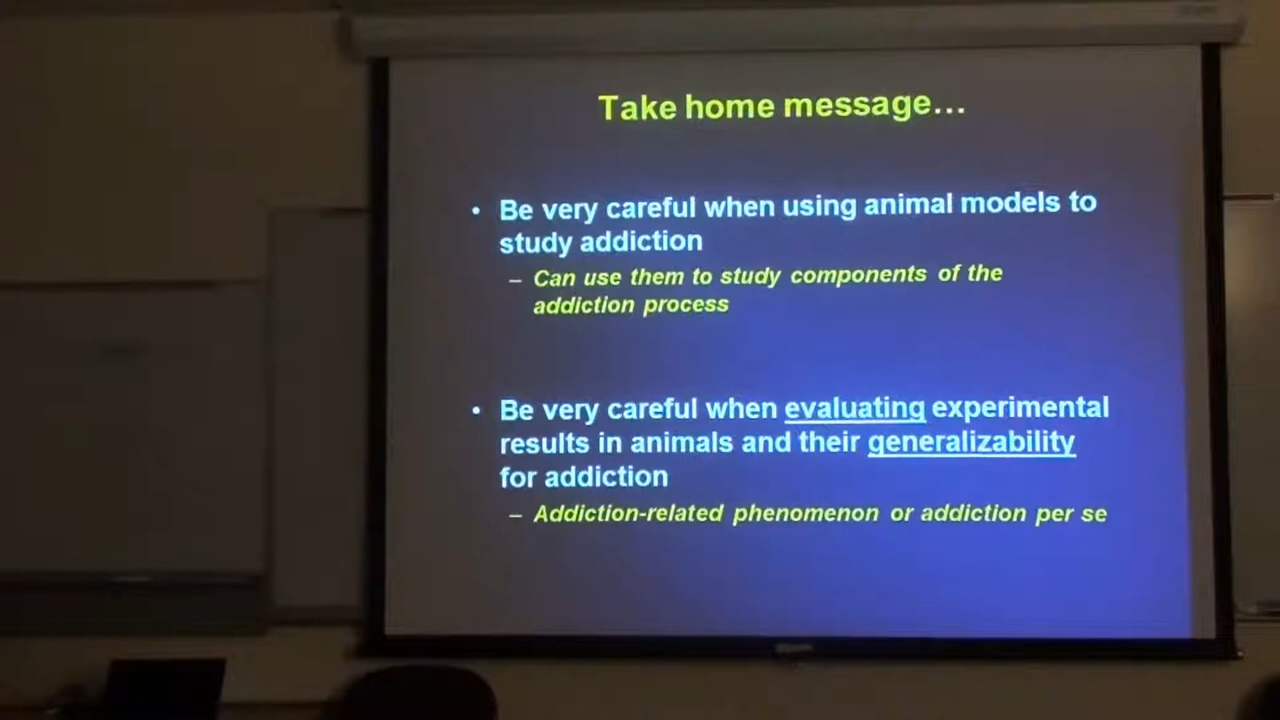 Take home message...
• Be very careful when using animal models to
study addiction
– Can use them to study components of the
addiction process
• Be very careful when evaluating experimental
results in animals and their generalizability
for addiction
– Addiction-related phenomenon or addiction per se